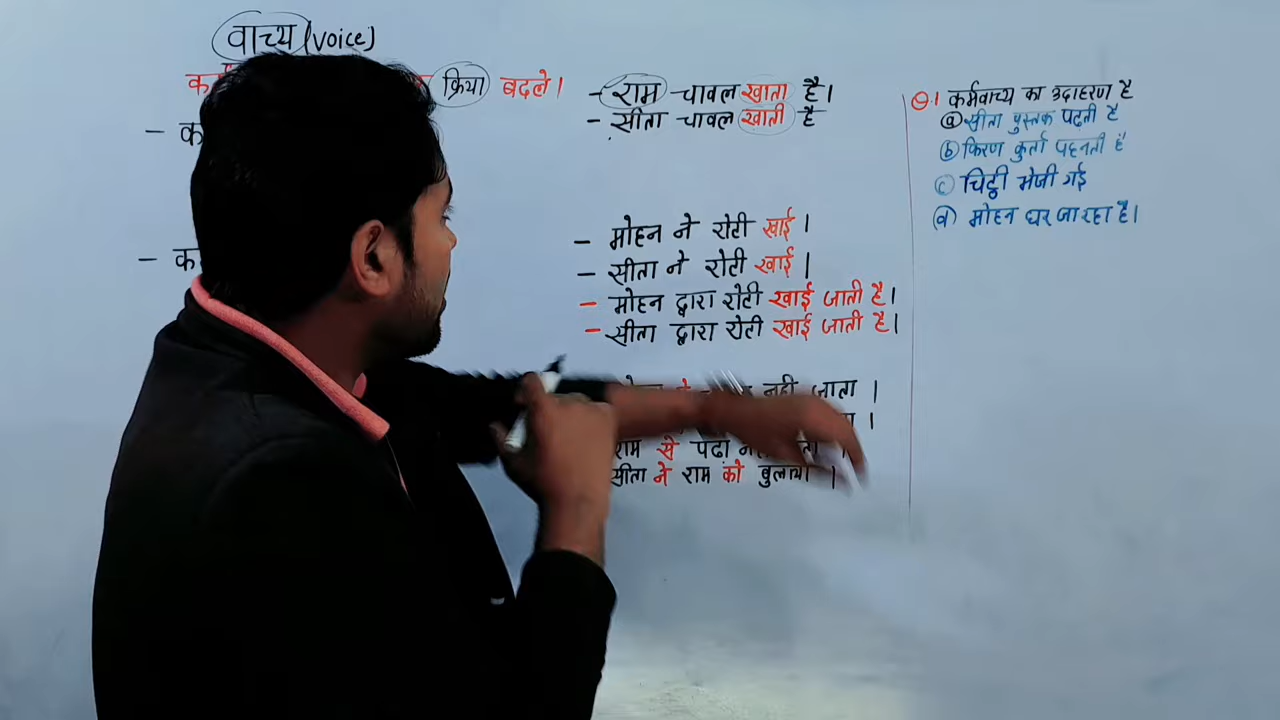 वाच्य (voice)
क्रिया बदले।
- क
- क
- राम चावल खाता है।
- सीता चावल खाती है
- मोहन ने रोटी खाई।
- सीता ने रोटी खाई।
- मोहन द्वारा रोटी खाई जाती है।
- सीता द्वारा रोटी खाई जाती है।
नही जाता।
राम से पढ़ा
सीता ने राम को बुलाया।
Q.1 कर्मवाच्य का उदाहरण है
(a) सीता पुस्तक पढ़ती है
(b) किरण कुर्ता पहनती है
(c) चिट्ठी भेजी गई
(d) मोहन घर जा रहा है।